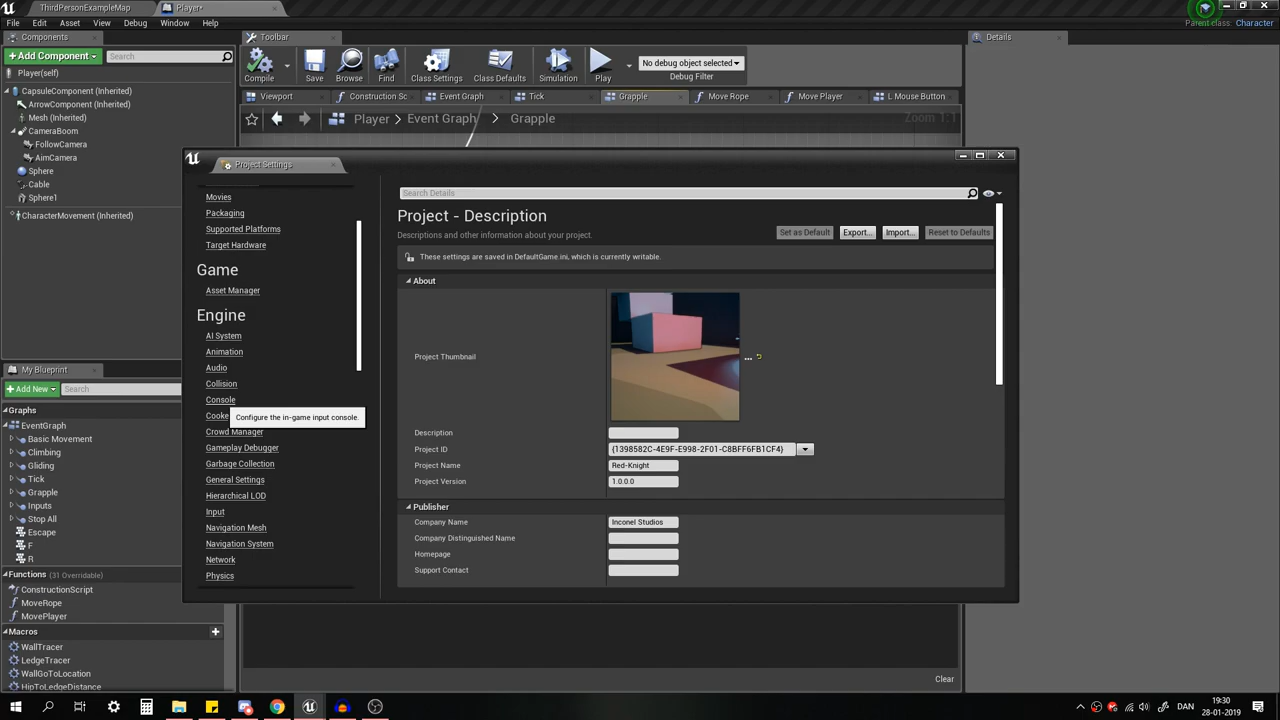 ThirdPersonExampleMap
Player*
File Edit Asset View Debug Window Help
Parent class: Character
Components
Toolbar
Details
+Add Component
Search
Player(self)
Compile
Save
Browse
Find
Class Settings
Class Defaults
Simulation
Play
No debug object selected
Debug Filter
CapsuleComponent (Inherited)
ArrowComponent (Inherited)
Mesh (Inherited)
CameraBoom
FollowCamera
AimCamera
Sphere
Cable
Sphere1
CharacterMovement (Inherited)
Viewport
Construction Sc
Event Graph
Tick
Grapple
Move Rope
Move Player
L Mouse Button
Player > Event Graph > Grapple
Zoom 1:1
Project Settings
Movies
Packaging
Supported Platforms
Target Hardware
Game
Asset Manager
Engine
AI System
Animation
Audio
Collision
Console
Cooke
Configure the in-game input console.
Crowd Manager
Gameplay Debugger
Garbage Collection
General Settings
Hierarchical LOD
Input
Navigation Mesh
Navigation System
Network
Physics
Search Details
Project - Description
Descriptions and other information about your project.
Set as Default
Export...
Import...
Reset to Defaults
These settings are saved in DefaultGame.ini, which is currently writable.
About
Project Thumbnail
...
Description
Project ID
{1398582C-4E9F-E998-2F01-C8BFF6FB1CF4}
Project Name
Red-Knight
Project Version
1.0.0.0
Publisher
Company Name
Inconel Studios
Company Distinguished Name
Homepage
Support Contact
My Blueprint
+Add New
Search
Graphs
EventGraph
Basic Movement
Climbing
Gliding
Tick
Grapple
Inputs
Stop All
Escape
F
R
Functions (31 Overridable)
ConstructionScript
MoveRope
MovePlayer
Macros
WallTracer
LedgeTracer
WallGoToLocation
HipToLedgeDistance
Clear
DAN
19:30
28-01-2019